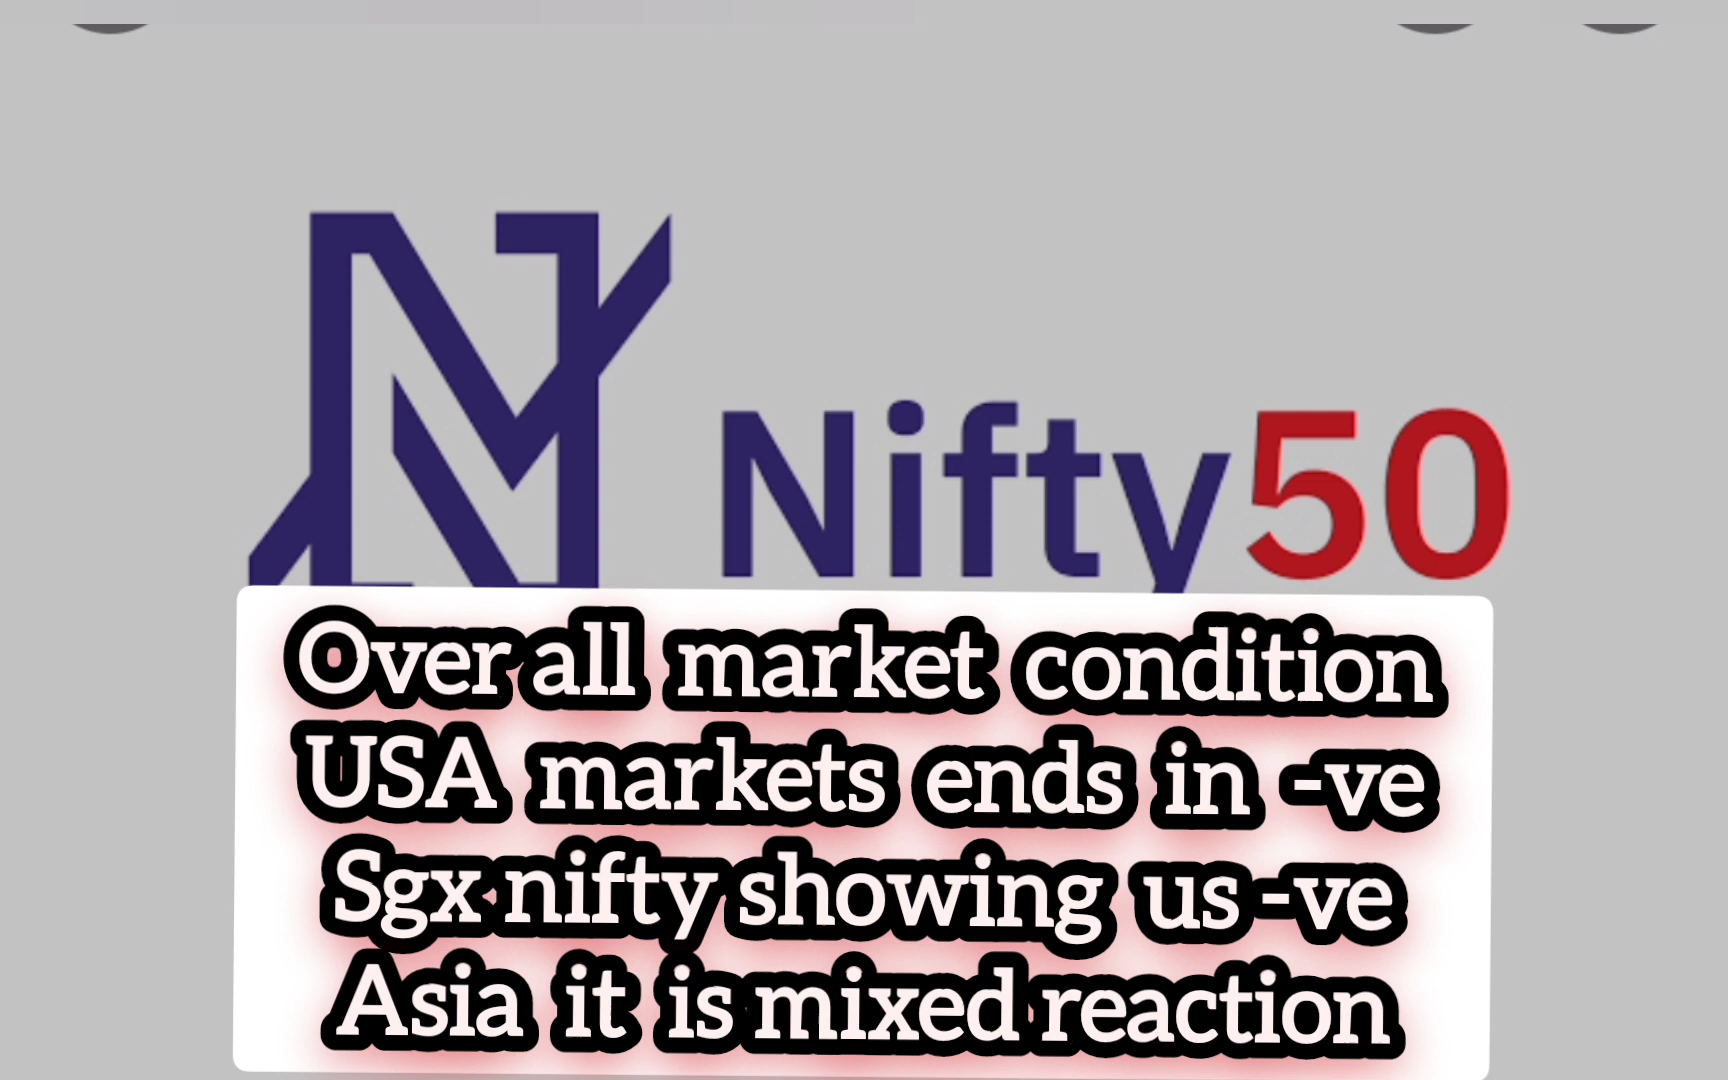 Nifty50
Over all market condition
USA markets ends in -ve
Sgx nifty showing us -ve
Asia it is mixed reaction